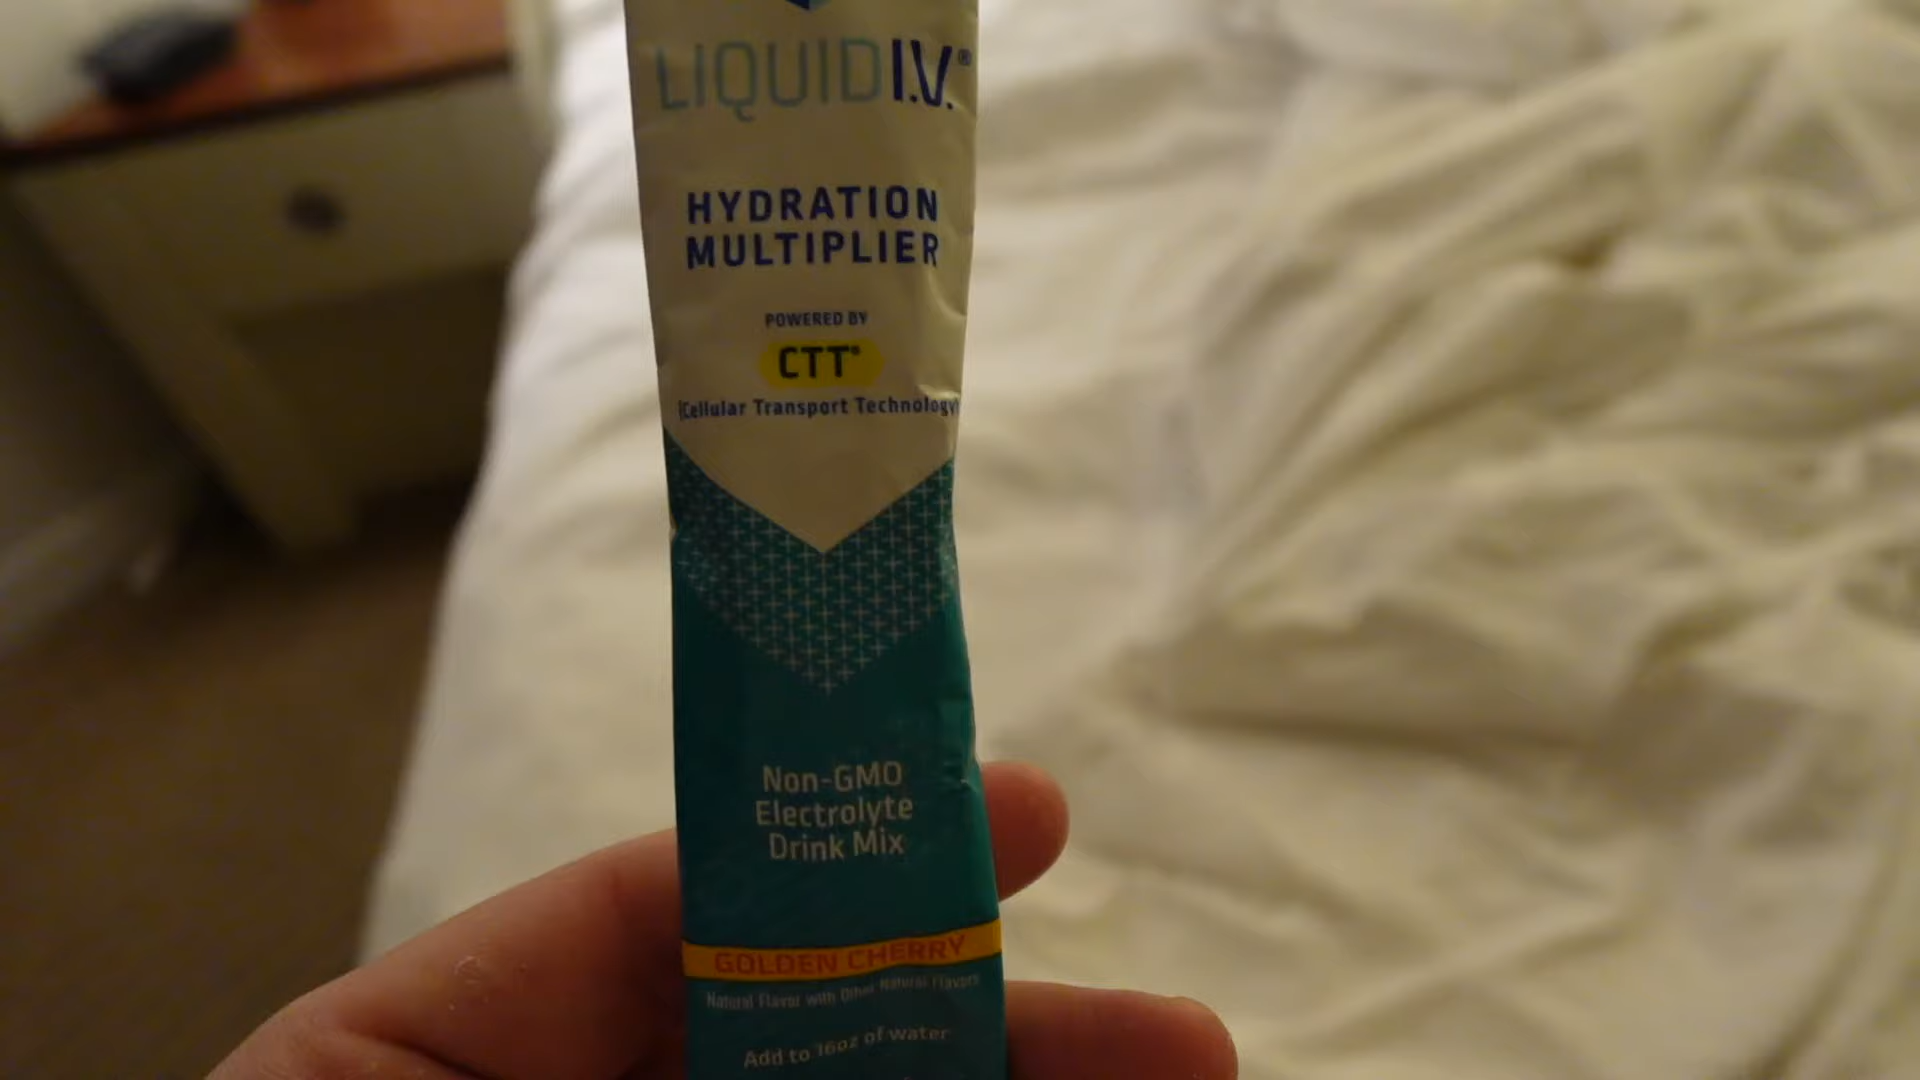 LIQUID I.V.®
HYDRATION
MULTIPLIER
POWERED BY
CTT®
(Cellular Transport Technology)
Non-GMO
Electrolyte
Drink Mix
GOLDEN CHERRY
Natural Flavor with Other Natural Flavors
Add to 16oz of water